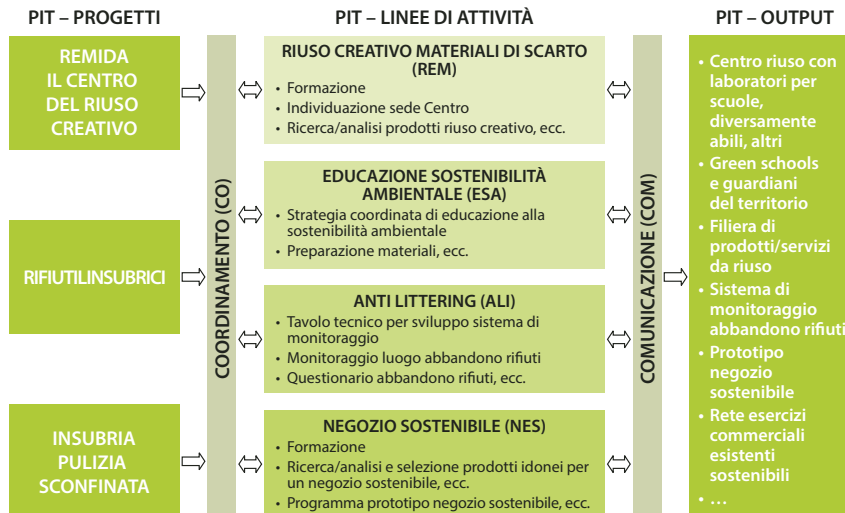 PIT – PROGETTI
REMIDA
IL CENTRO
DEL RIUSO
CREATIVO
RIFIUTILINSUBRICI
INSUBRIA
PULIZIA
SCONFINATA
COORDINAMENTO (CO)
PIT – LINEE DI ATTIVITÀ
RIUSO CREATIVO MATERIALI DI SCARTO
(REM)
• Formazione
• Individuazione sede Centro
• Ricerca/analisi prodotti riuso creativo, ecc.
EDUCAZIONE SOSTENIBILITÀ
AMBIENTALE (ESA)
• Strategia coordinata di educazione alla
sostenibilità ambientale
• Preparazione materiali, ecc.
ANTI LITTERING (ALI)
• Tavolo tecnico per sviluppo sistema di
monitoraggio
• Monitoraggio luogo abbandono rifiuti
• Questionario abbandono rifiuti, ecc.
NEGOZIO SOSTENIBILE (NES)
• Formazione
• Ricerca/analisi e selezione prodotti idonei per
un negozio sostenibile, ecc.
• Programma prototipo negozio sostenibile, ecc.
COMUNICAZIONE (COM)
PIT – OUTPUT
• Centro riuso con
laboratori per
scuole,
diversamente
abili, altri
• Green schools
e guardiani
del territorio
• Filiera di
prodotti/servizi
da riuso
• Sistema di
monitoraggio
abbandono rifiuti
• Prototipo
negozio
sostenibile
• Rete esercizi
commerciali
esistenti
sostenibili
• …